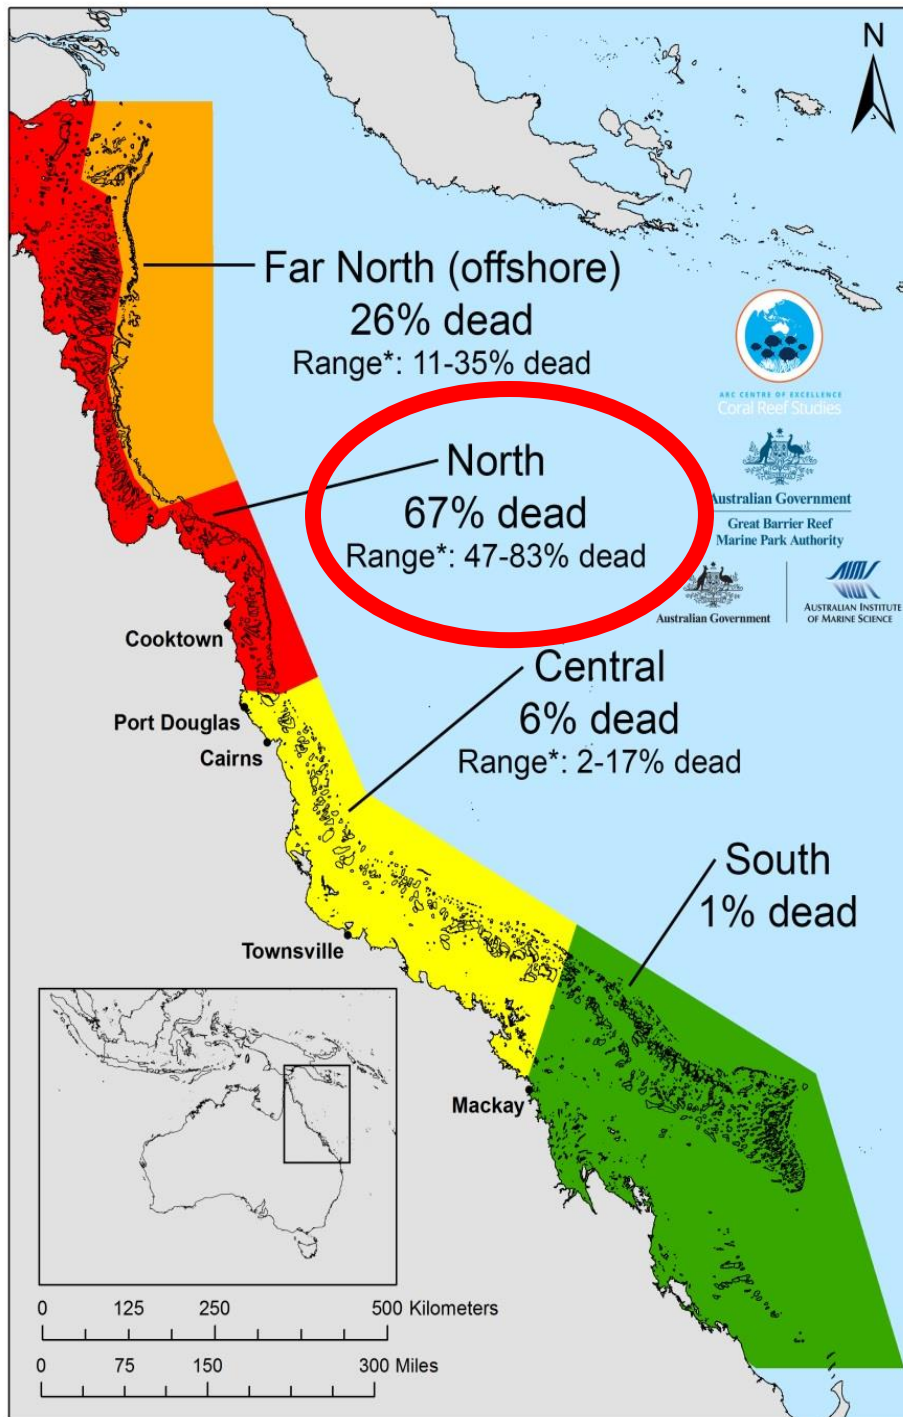 N
Far North (offshore)
26% dead
Range*: 11-35% dead
ARC CENTRE OF EXCELLENCE
Coral Reef Studies
North
67% dead
Range*: 47-83% dead
Australian Government
Great Barrier Reef
Marine Park Authority
Australian Government
AIMS
AUSTRALIAN INSTITUTE
OF MARINE SCIENCE
Cooktown
Central
6% dead
Range*: 2-17% dead
Port Douglas
Cairns
South
1% dead
Townsville
Mackay
0 125 250 500 Kilometers
0 75 150 300 Miles